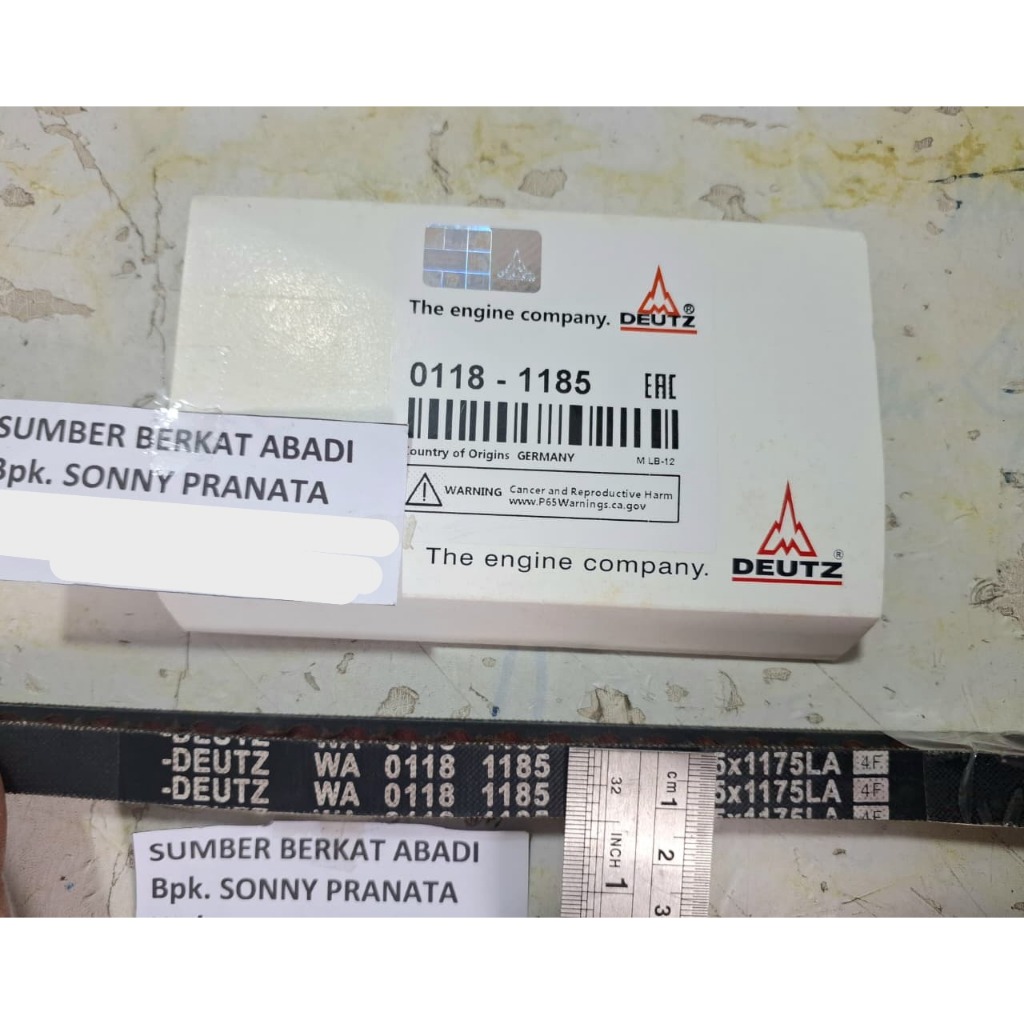 The engine company. DEUTZ®
0118 - 1185 EAC
ountry of Origins GERMANY M LB-12
WARNING Cancer and Reproductive Harm
www.P65Warnings.ca.gov
The engine company. DEUTZ®
SUMBER BERKAT ABADI
Bpk. SONNY PRANATA
-DEUTZ WA 0118 1185 5x1175LA 4F
-DEUTZ WA 0118 1185 5x1175LA 4F
32 INCH 1
cm 1 2 3
SUMBER BERKAT ABADI
Bpk. SONNY PRANATA